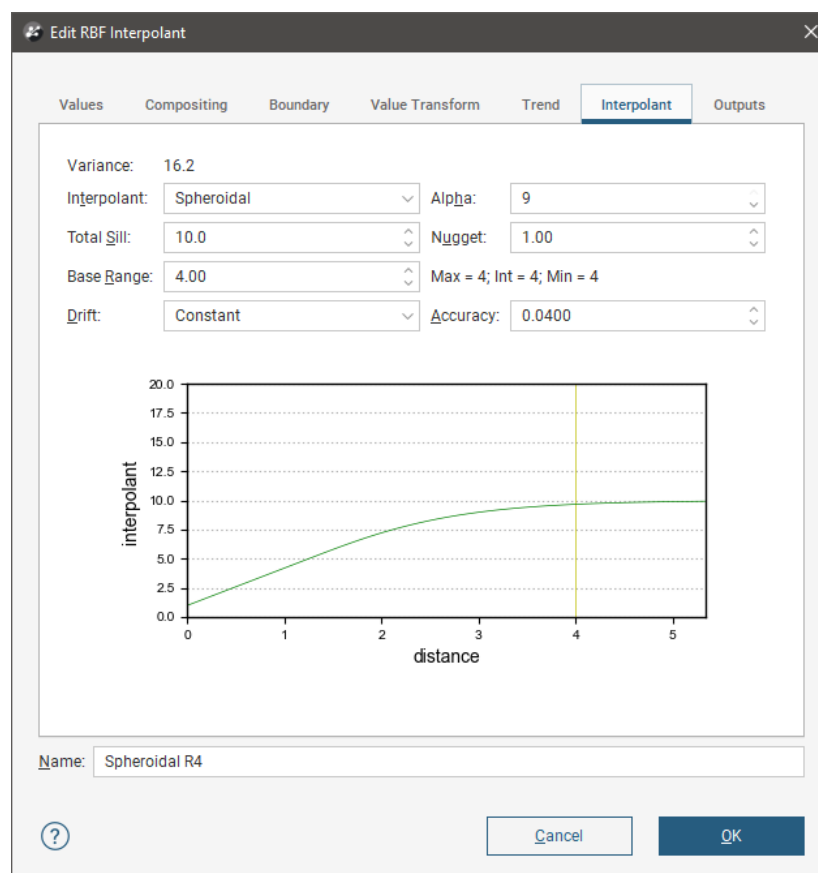 Edit RBF Interpolant
Values Compositing Boundary Value Transform Trend Interpolant Outputs
Variance: 16.2
Interpolant: Spheroidal Alpha: 9
Total Sill: 10.0 Nugget: 1.00
Base Range: 4.00 Max = 4; Int = 4; Min = 4
Drift: Constant Accuracy: 0.0400
20.0
17.5
15.0
12.5
10.0
7.5
5.0
2.5
0.0
interpolant
0 1 2 3 4 5
distance
Name: Spheroidal R4
? Cancel OK